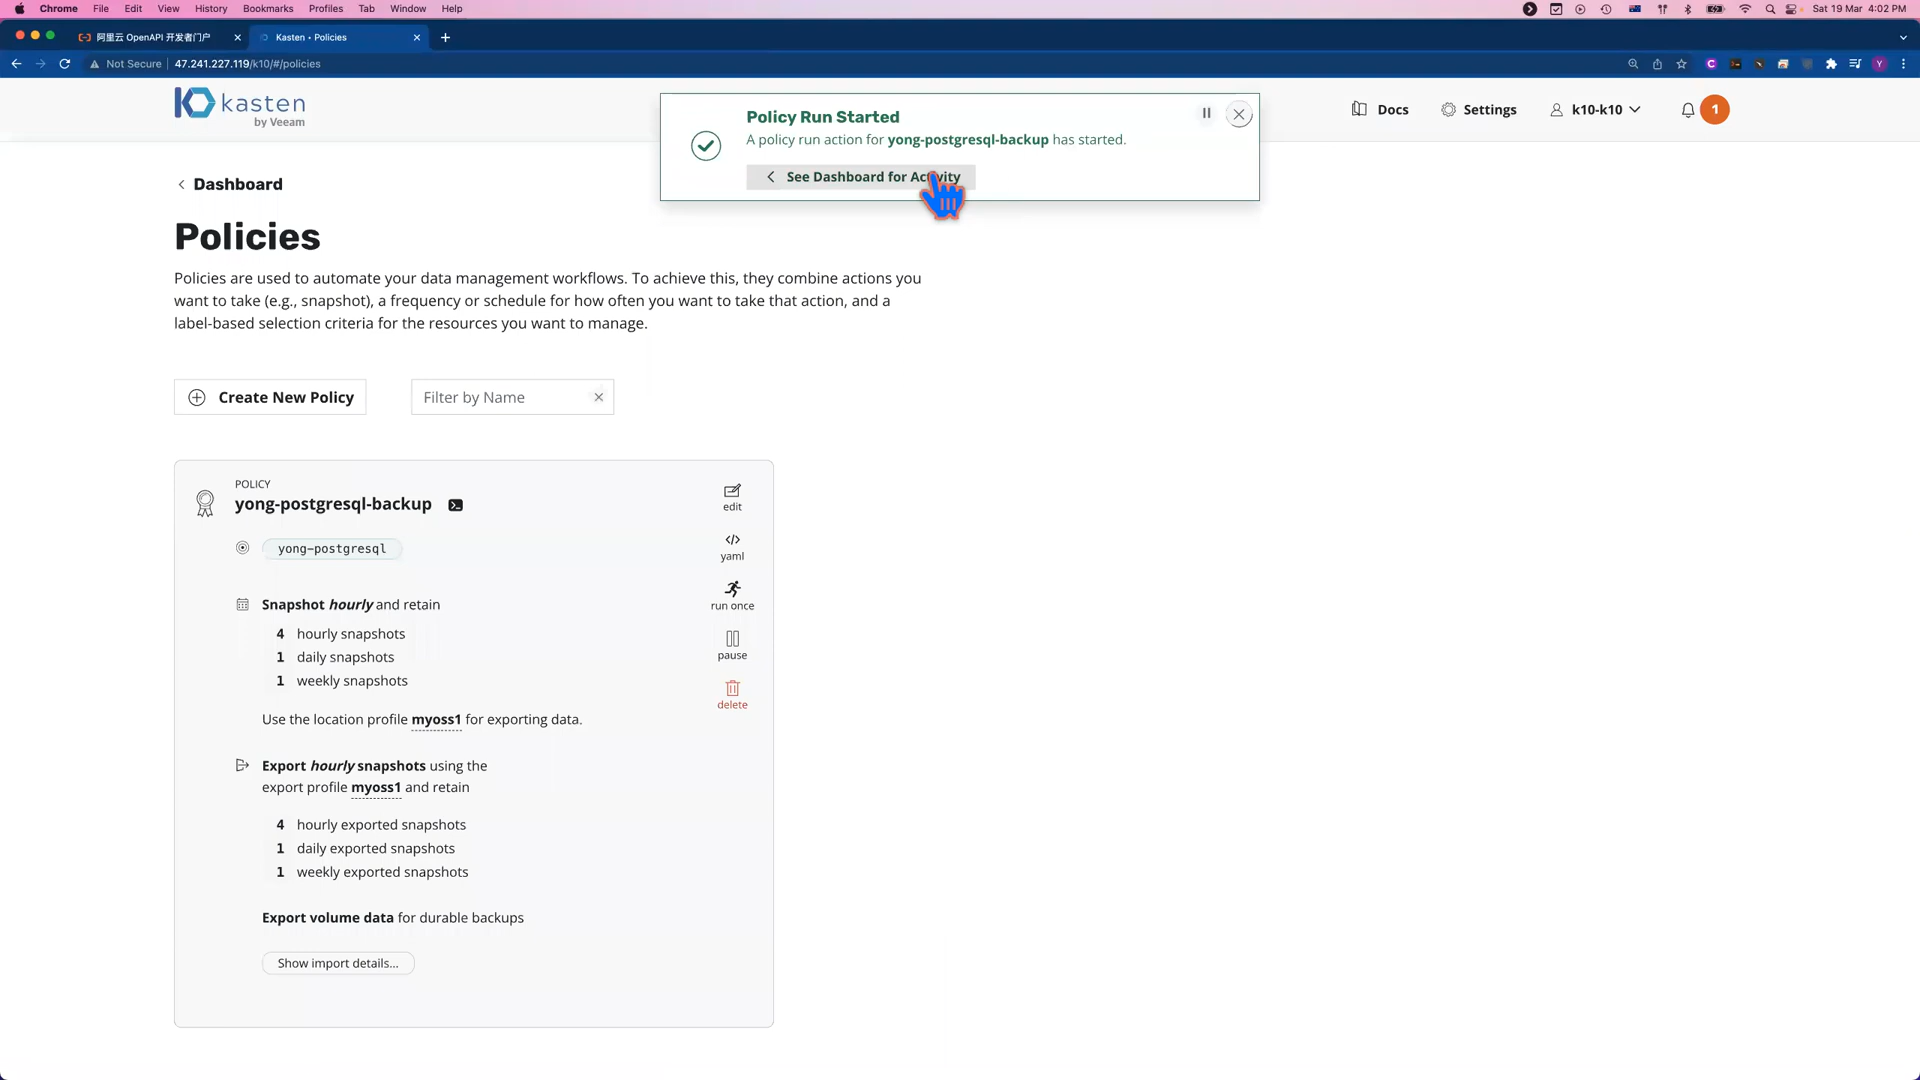 Chrome File Edit View History Bookmarks Profiles Tab Window Help Sat 19 Mar 4:02 PM
阿里云 OpenAPI 开发者门户 Kasten • Policies
Not Secure 47.241.227.119/k10/#/policies
kasten
by Veeam
Docs Settings k10-k10 1
Policy Run Started
A policy run action for yong-postgresql-backup has started.
See Dashboard for Activity
Dashboard
Policies
Policies are used to automate your data management workflows. To achieve this, they combine actions you
want to take (e.g., snapshot), a frequency or schedule for how often you want to take that action, and a
label-based selection criteria for the resources you want to manage.
Create New Policy Filter by Name
POLICY
yong-postgresql-backup
edit
yong-postgresql
yaml
Snapshot hourly and retain
run once
4 hourly snapshots
1 daily snapshots
pause
1 weekly snapshots
delete
Use the location profile myoss1 for exporting data.
Export hourly snapshots using the
export profile myoss1 and retain
4 hourly exported snapshots
1 daily exported snapshots
1 weekly exported snapshots
Export volume data for durable backups
Show import details...